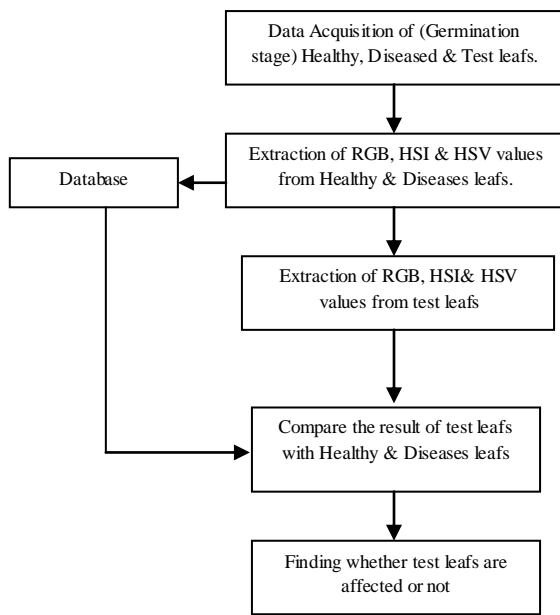 Data Acquisition of (Germination
stage) Healthy, Diseased & Test leafs.
Extraction of RGB, HSI & HSV values
from Healthy & Diseases leafs.
Database
Extraction of RGB, HSI& HSV
values from test leafs
Compare the result of test leafs
with Healthy & Diseases leafs
Finding whether test leafs are
affected or not